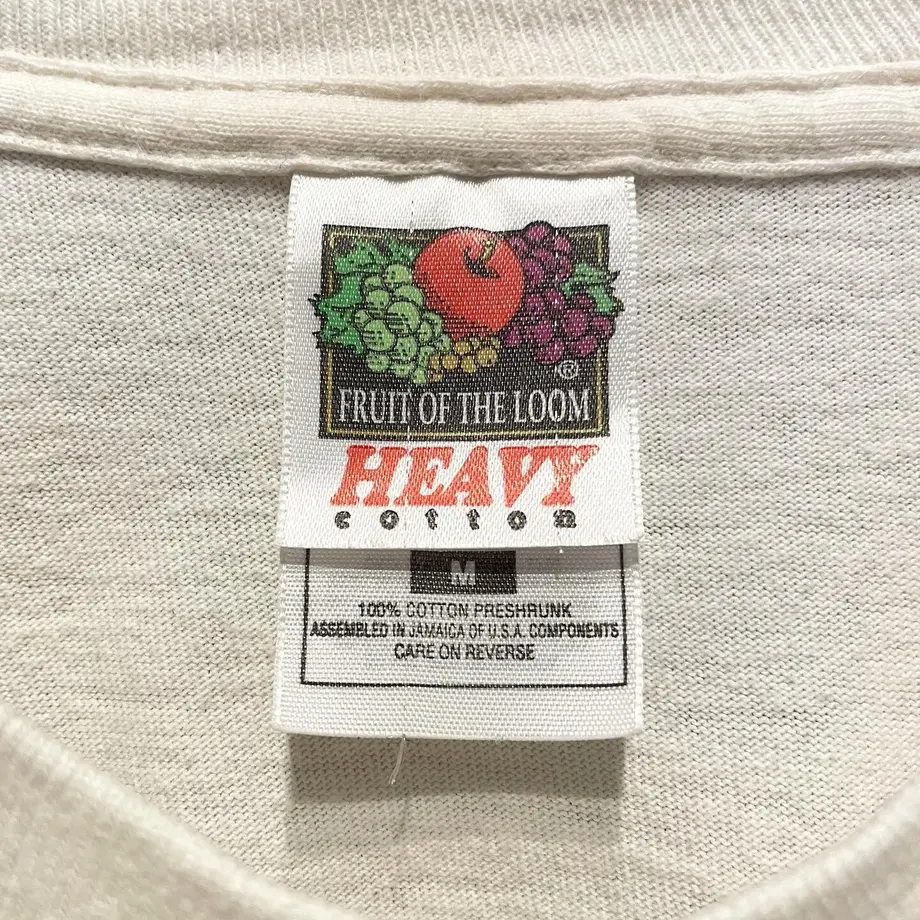 ®
FRUIT OF THE LOOM
HEAVY
cotton
M
100% COTTON PRESHRUNK
ASSEMBLED IN JAMAICA OF U.S.A. COMPONENTS
CARE ON REVERSE